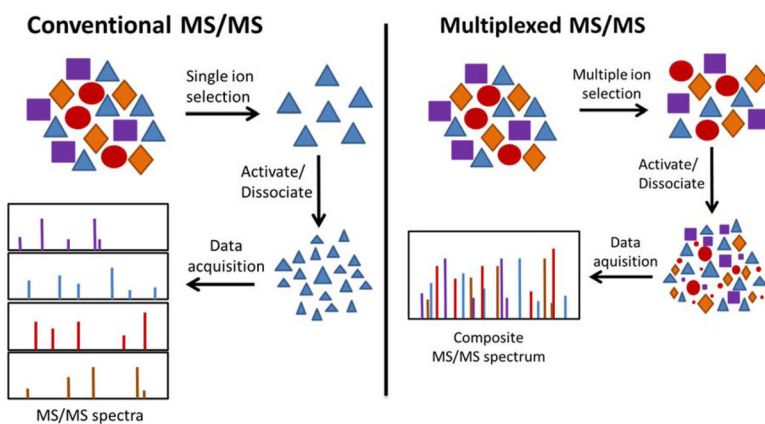 Conventional MS/MS
Single ion
selection
Activate/
Dissociate
Data
acquisition
MS/MS spectra
Multiplexed MS/MS
Multiple ion
selection
Activate/
Dissociate
Data
aquisition
Composite
MS/MS spectrum